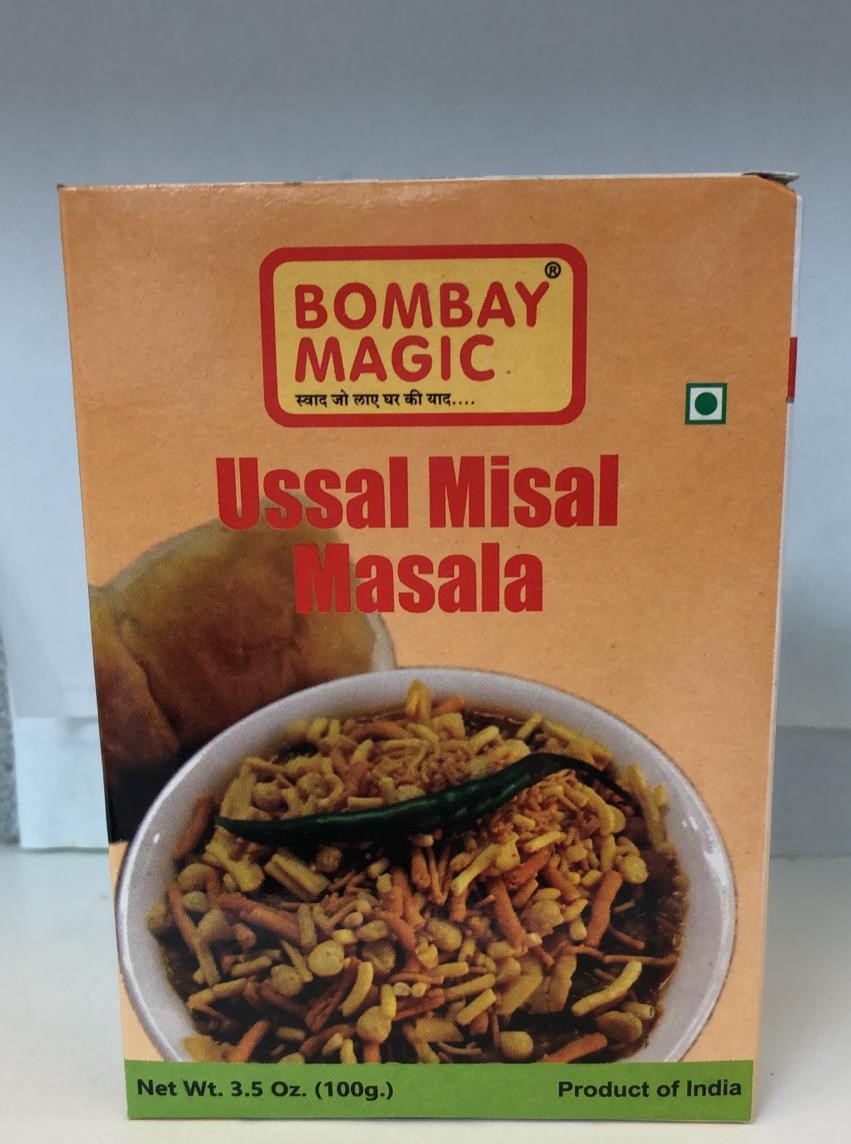 BOMBAY®
MAGIC
स्वाद जो लाए घर की याद....
Ussal Misal
Masala
Net Wt. 3.5 Oz. (100g.)
Product of India